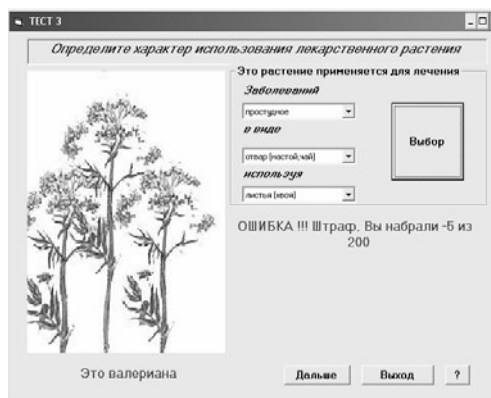 ТЕСТ 3
Определите характер использования лекарственного растения
Это растение применяется для лечения
Заболеваний
простудное
в виде
отвар (настой;чай)
используя
листья (хвоя)
Выбор
ОШИБКА !!! Штраф. Вы набрали -5 из
200
Это валериана
Дальше
Выход
?